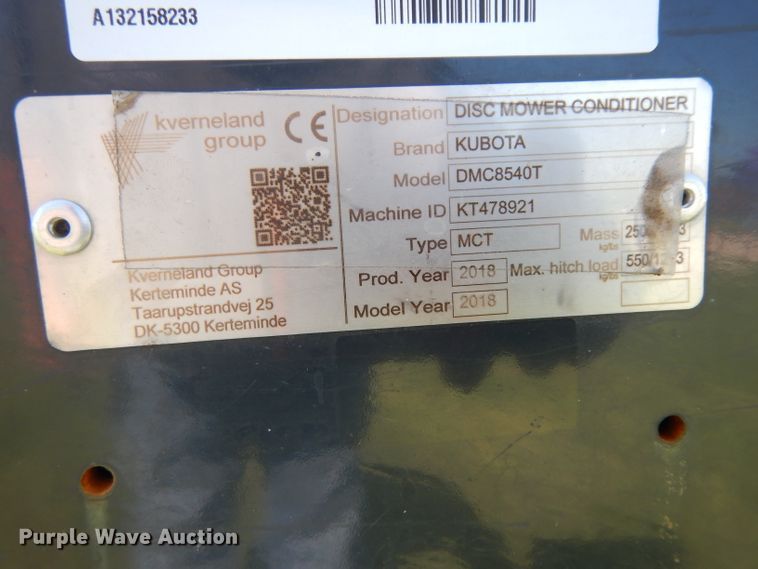 A132158233
kverneland
group
CE
Designation DISC MOWER CONDITIONER
Brand KUBOTA
Model DMC8540T
Machine ID KT478921
Type MCT Mass kg/lbs
Prod. Year 2018 Max. hitch load kg/lbs
Model Year 2018
Kverneland Group
Kerteminde AS
Taarupstrandvej 25
DK-5300 Kerteminde
Purple Wave Auction